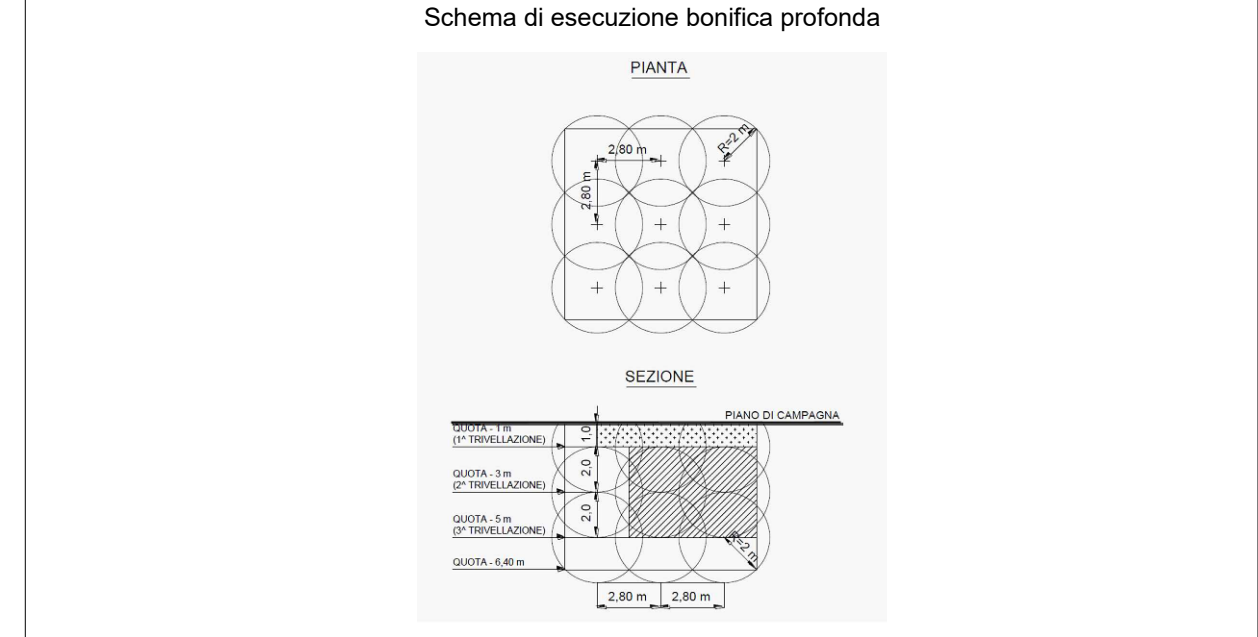 Schema di esecuzione bonifica profonda
PIANTA
R=2 m
2,80 m
2,80 m
SEZIONE
PIANO DI CAMPAGNA
QUOTA - 1 m
(1^ TRIVELLAZIONE)
1,0
QUOTA - 3 m
(2^ TRIVELLAZIONE)
2,0
QUOTA - 5 m
(3^ TRIVELLAZIONE)
2,0
R=2 m
QUOTA - 6,40 m
2,80 m
2,80 m